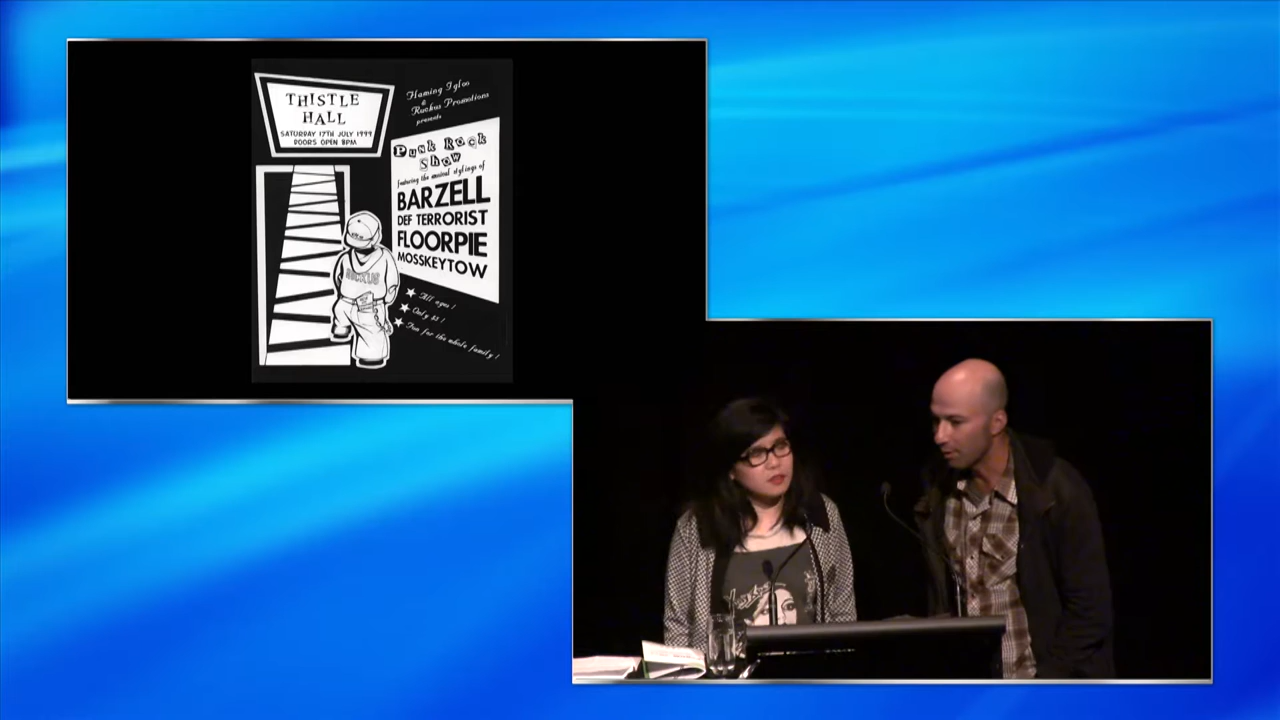 THISTLE
HALL
SATURDAY 17TH JULY 1999
DOORS OPEN 8PM
Flaming Igloo
&
Ruckus Promotions
presents
Punk Rock
Show
featuring the musical stylings of
BARZELL
DEF TERRORIST
FLOORPIE
MOSSKEYTOW
RUCKUS
All ages!
Only $5!
Fun for the whole family!